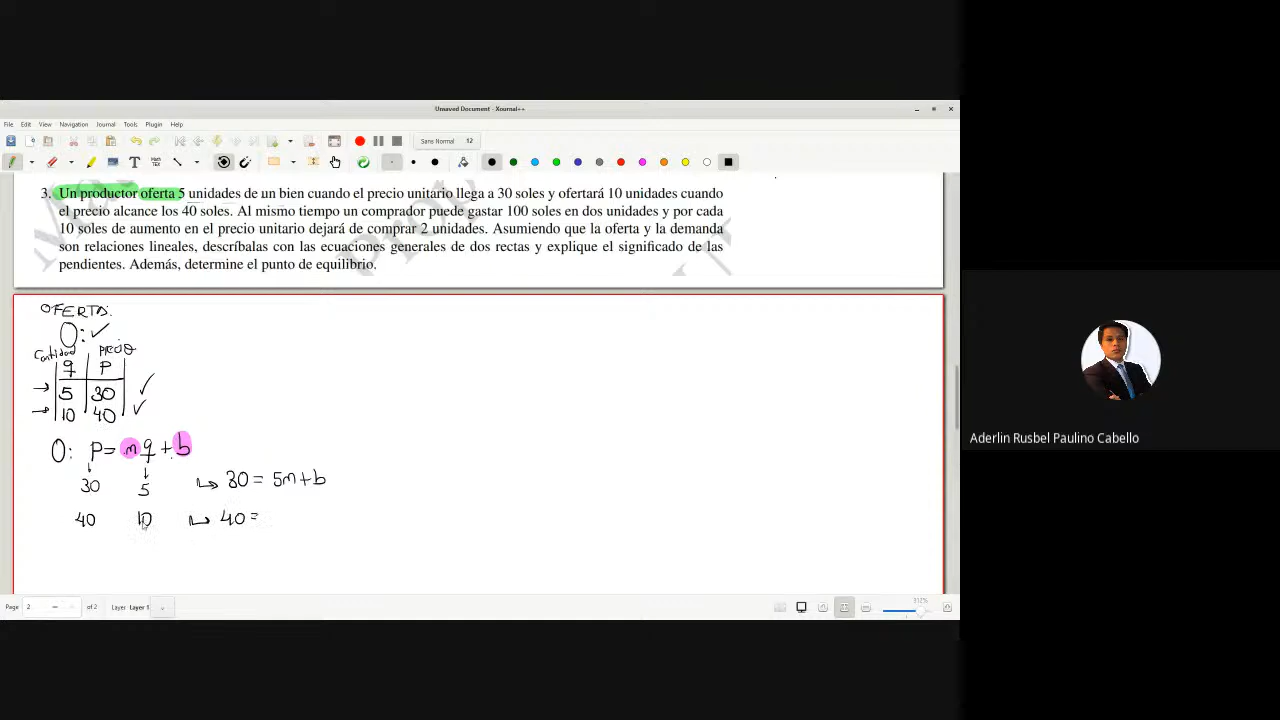 Unsaved Document - Xournal++
File Edit View Navigation Journal Tools Plugin Help
Sans Normal 12
3. Un productor oferta 5 unidades de un bien cuando el precio unitario llega a 30 soles y ofertará 10 unidades cuando
el precio alcance los 40 soles. Al mismo tiempo un comprador puede gastar 100 soles en dos unidades y por cada
10 soles de aumento en el precio unitario dejará de comprar 2 unidades. Asumiendo que la oferta y la demanda
son relaciones lineales, descríbalas con las ecuaciones generales de dos rectas y explique el significado de las
pendientes. Además, determine el punto de equilibrio.
OFERTA:
O: ✓
Cantidad precio
q P
→ 5 30 ✓
→ 10 40 ✓
O: P = mq + b
30 5 ↳ 30 = 5m + b
40 10 ↳ 40 =
Aderlin Rusbel Paulino Cabello
Page 2 of 2 Layer Layer 1 312%